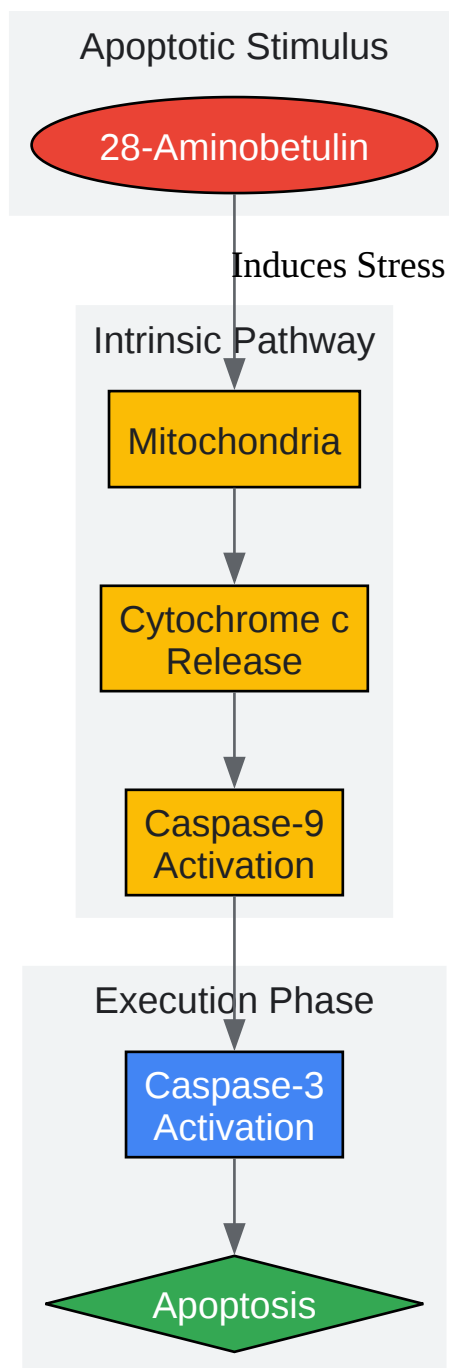 Apoptotic Stimulus
28-Aminobetulin
Induces Stress
Intrinsic Pathway
Mitochondria
Cytochrome c
Release
Caspase-9
Activation
Execution Phase
Caspase-3
Activation
Apoptosis